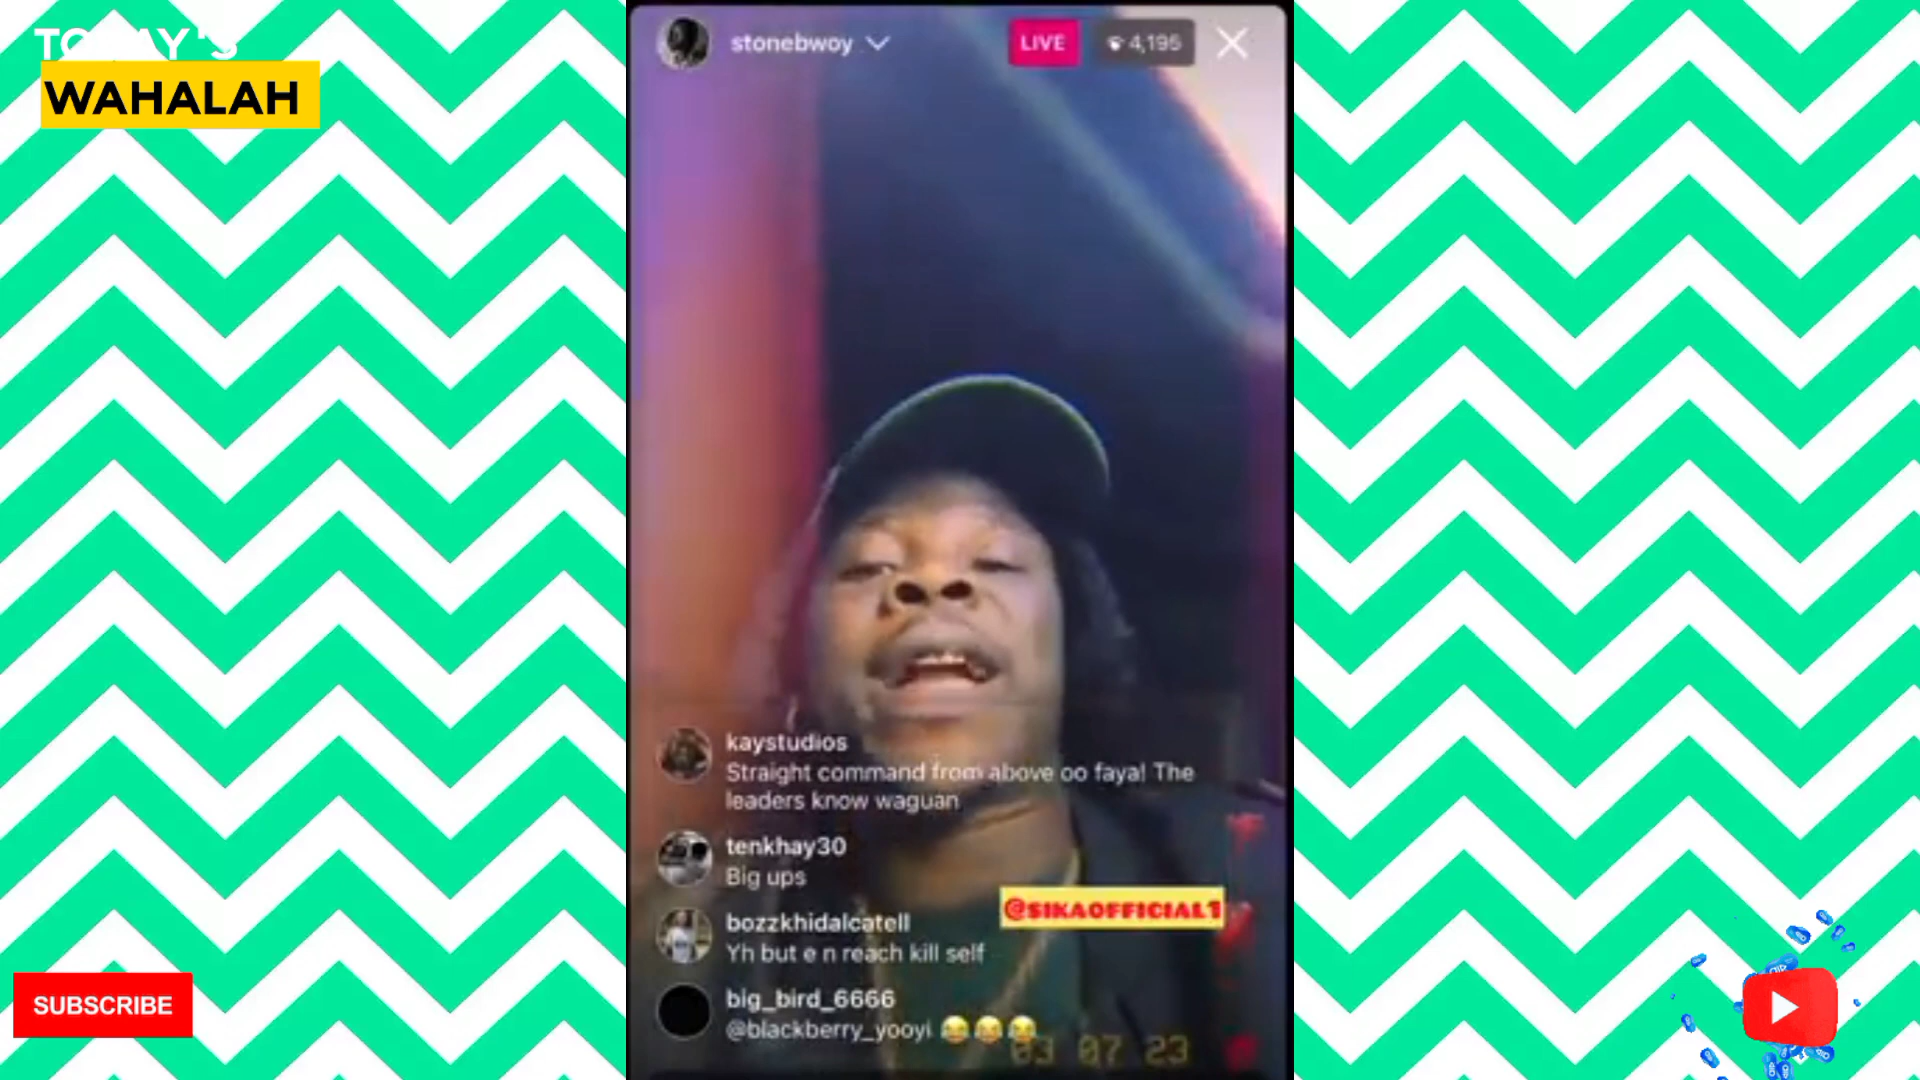 TODAY'S
WAHALAH
stonebwoy
LIVE
4,195
kaystudios
Straight command from above oo faya! The
leaders know waguan
tenkhay30
Big ups
@SIKAOFFICIAL1
bozzkhidalcatell
Yh but e n reach kill self
big_bird_6666
@blackberry_yooyi 😂😂😂
03 07 23
SUBSCRIBE